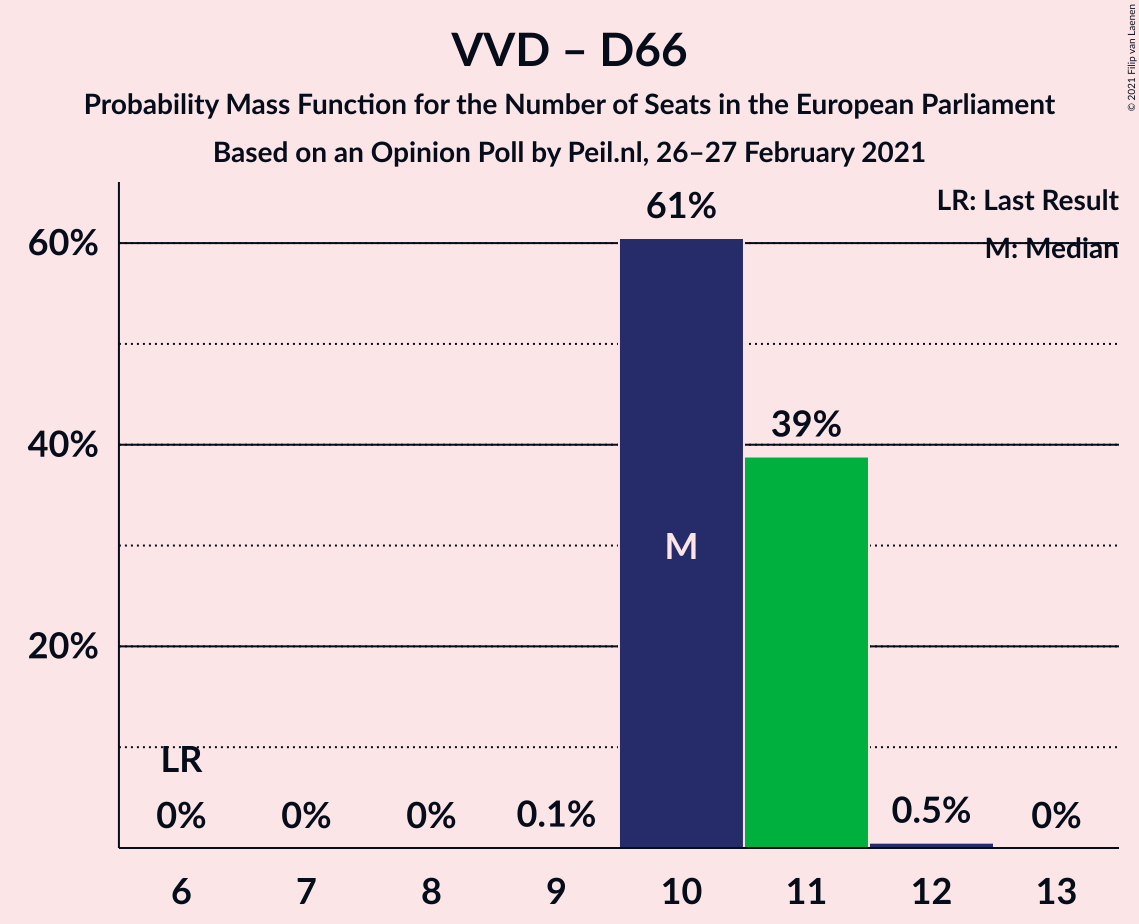 VVD – D66
Probability Mass Function for the Number of Seats in the European Parliament
Based on an Opinion Poll by Peil.nl, 26–27 February 2021
© 2021 Filip van Laenen
LR: Last Result
M: Median
60%
40%
20%
61%
39%
M
LR
0%
0%
0%
0.1%
0.5%
0%
6
7
8
9
10
11
12
13